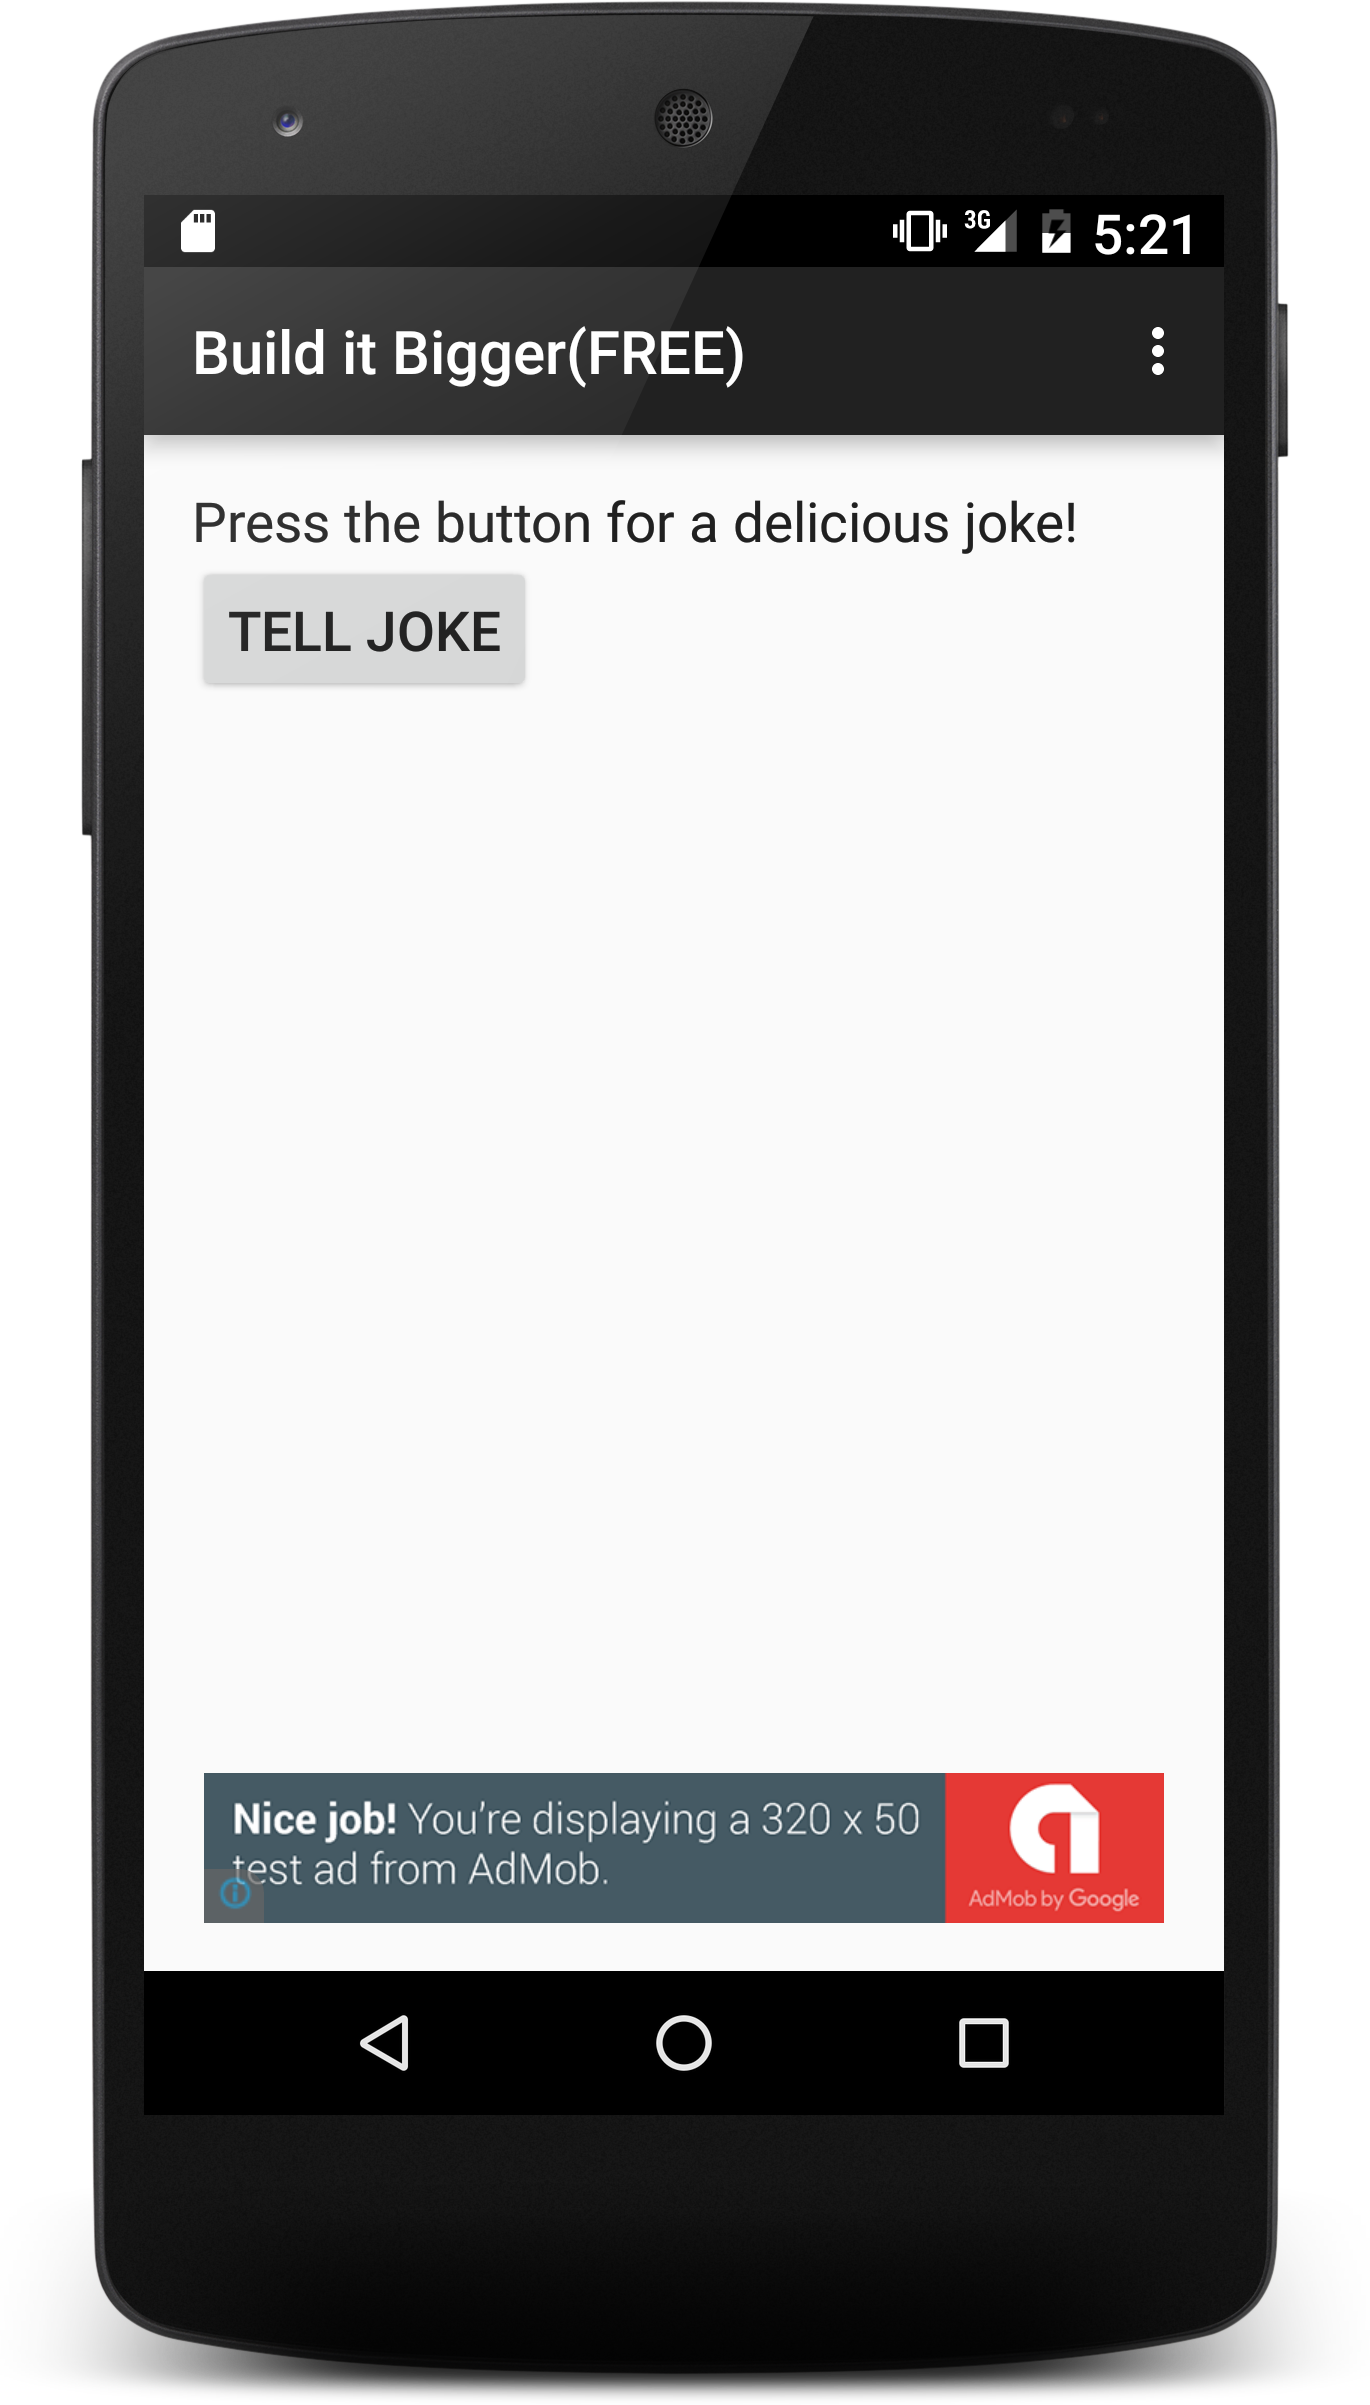 3G 5:21
Build it Bigger(FREE)
Press the button for a delicious joke!
TELL JOKE
Nice job! You're displaying a 320 x 50
test ad from AdMob.
AdMob by Google